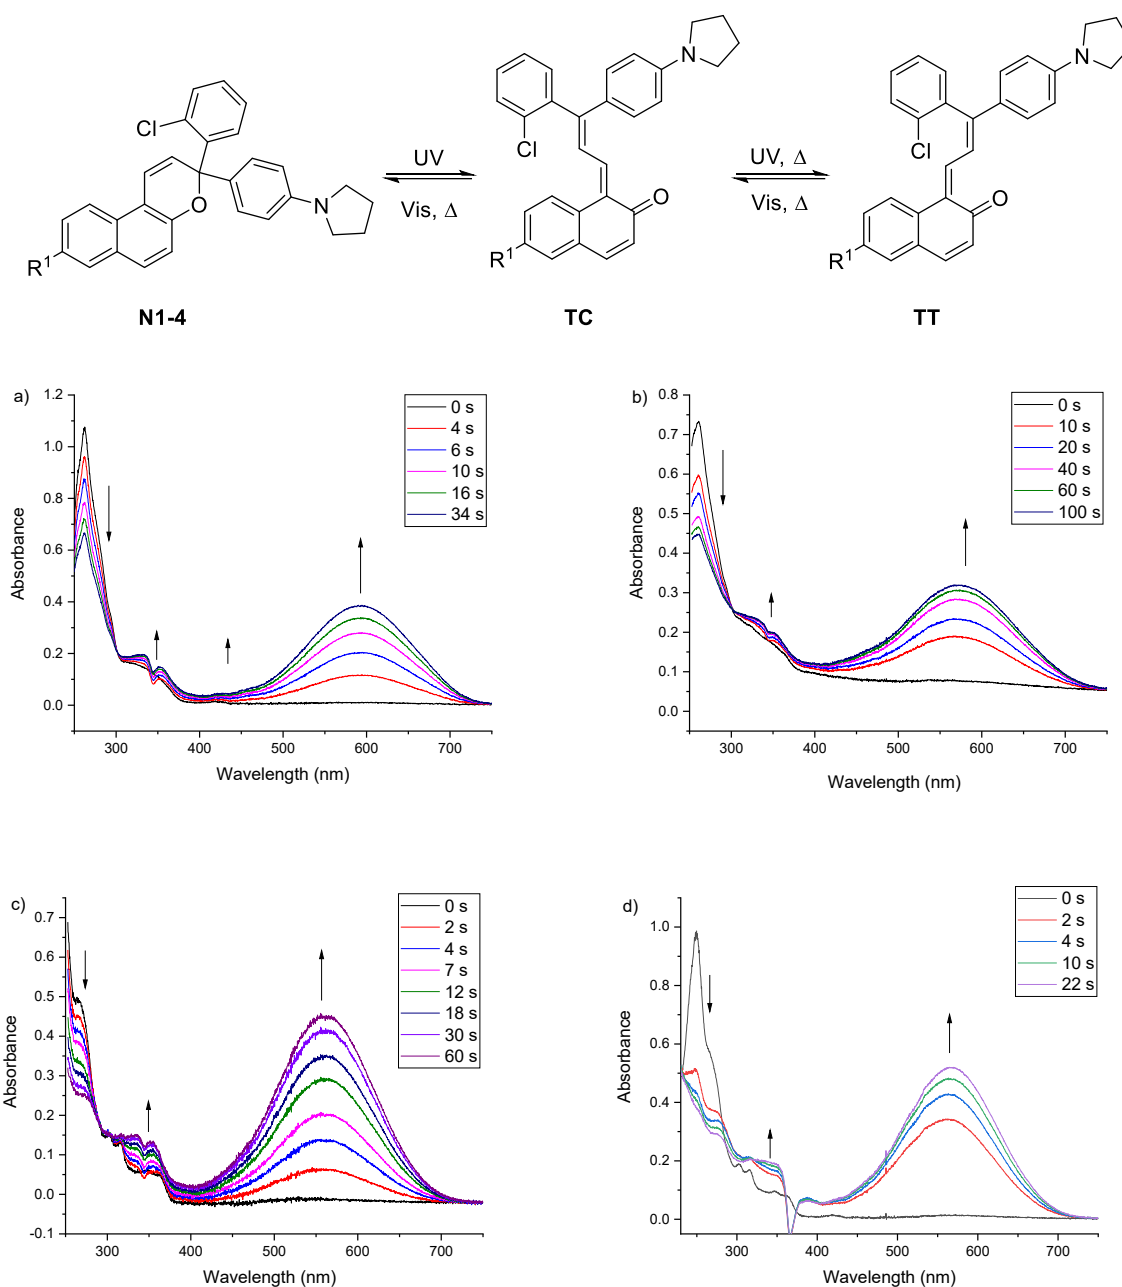 N
Cl
O
N
R1
N1-4
UV
Vis, Δ
N
Cl
O
R1
TC
UV, Δ
Vis, Δ
N
Cl
O
R1
TT
a)
1.2
1.0
0.8
0.6
0.4
0.2
0.0
Absorbance
300 400 500 600 700
Wavelength (nm)
0 s
4 s
6 s
10 s
16 s
34 s
b)
0.8
0.7
0.6
0.5
0.4
0.3
0.2
0.1
0.0
Absorbance
300 400 500 600 700
Wavelength (nm)
0 s
10 s
20 s
40 s
60 s
100 s
c)
0.7
0.6
0.5
0.4
0.3
0.2
0.1
0.0
-0.1
Absorbance
300 400 500 600 700
Wavelength (nm)
0 s
2 s
4 s
7 s
12 s
18 s
30 s
60 s
d)
1.0
0.8
0.6
0.4
0.2
0.0
Absorbance
300 400 500 600 700
Wavelength (nm)
0 s
2 s
4 s
10 s
22 s